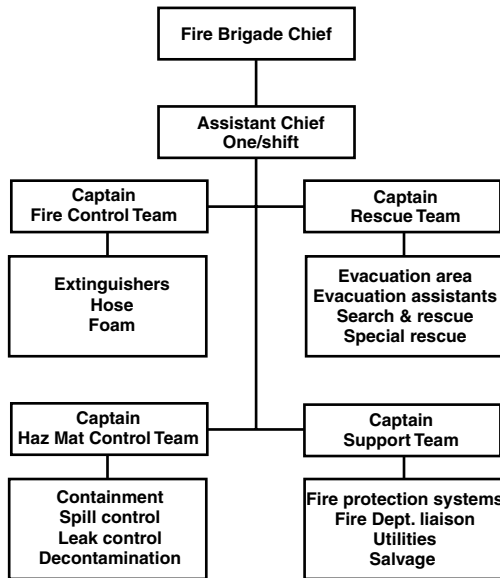 Fire Brigade Chief
Assistant Chief
One/shift
Captain
Fire Control Team
Captain
Rescue Team
Extinguishers
Hose
Foam
Evacuation area
Evacuation assistants
Search & rescue
Special rescue
Captain
Haz Mat Control Team
Captain
Support Team
Containment
Spill control
Leak control
Decontamination
Fire protection systems
Fire Dept. liaison
Utilities
Salvage